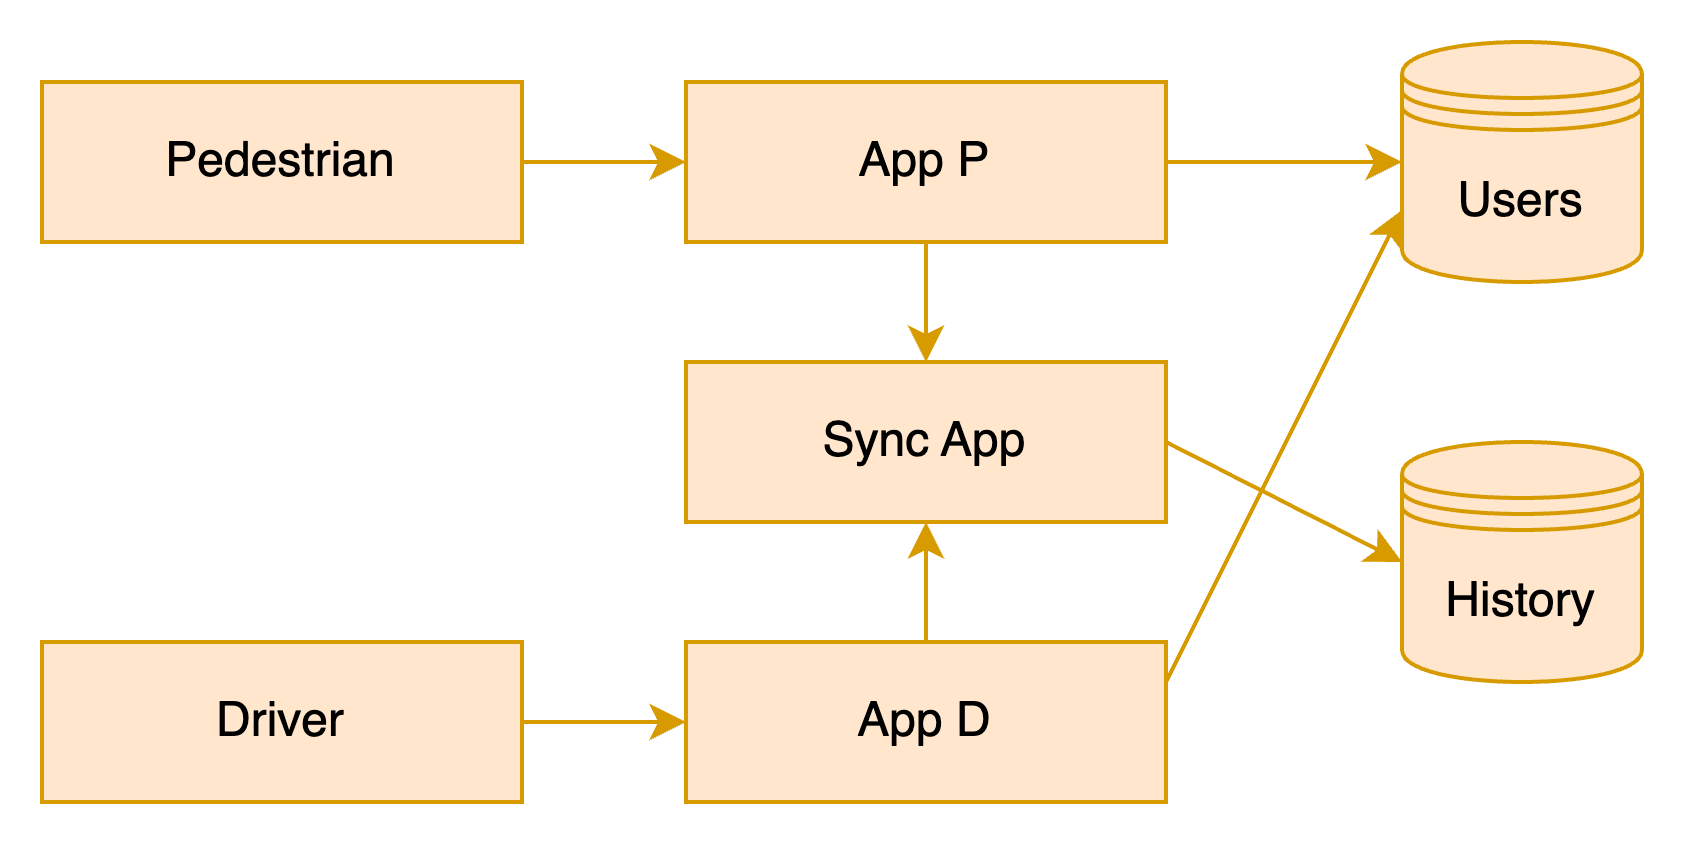 Pedestrian
App P
Users
Sync App
History
Driver
App D